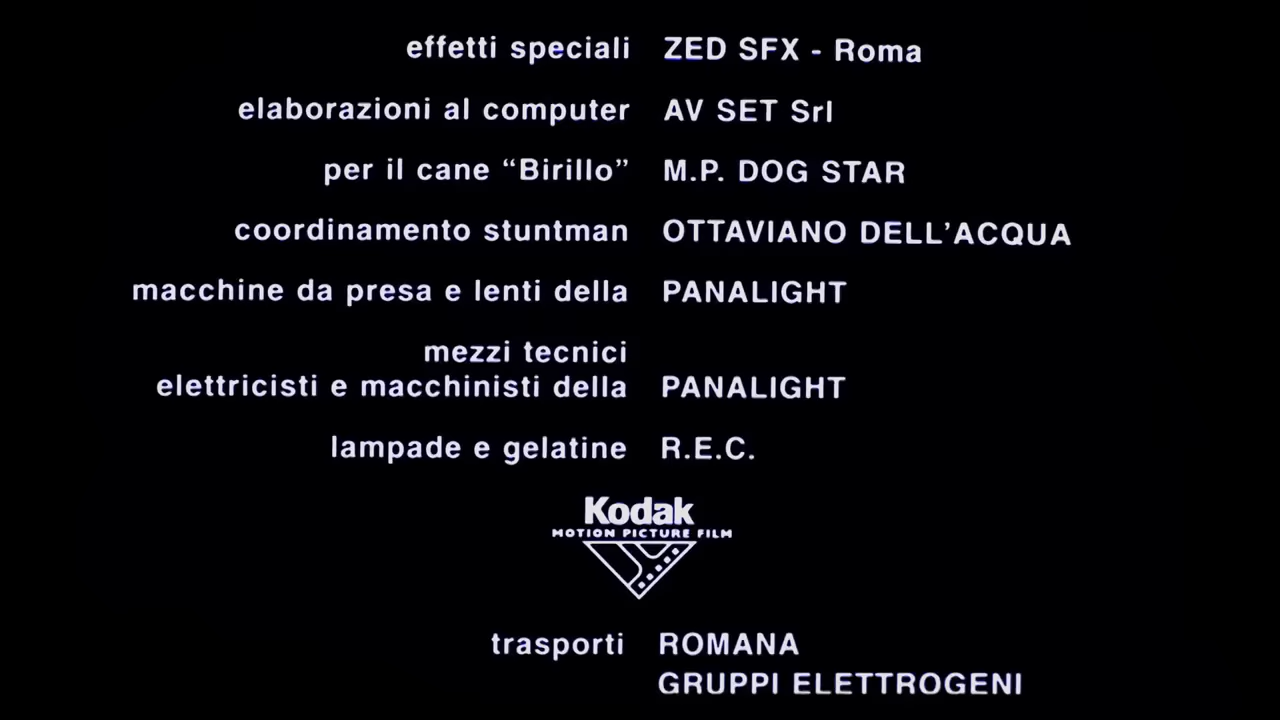 effetti speciali ZED SFX - Roma
elaborazioni al computer AV SET Srl
per il cane “Birillo” M.P. DOG STAR
coordinamento stuntman OTTAVIANO DELL’ACQUA
macchine da presa e lenti della PANALIGHT
mezzi tecnici
elettricisti e macchinisti della PANALIGHT
lampade e gelatine R.E.C.
Kodak
MOTION PICTURE FILM
trasporti ROMANA
GRUPPI ELETTROGENI